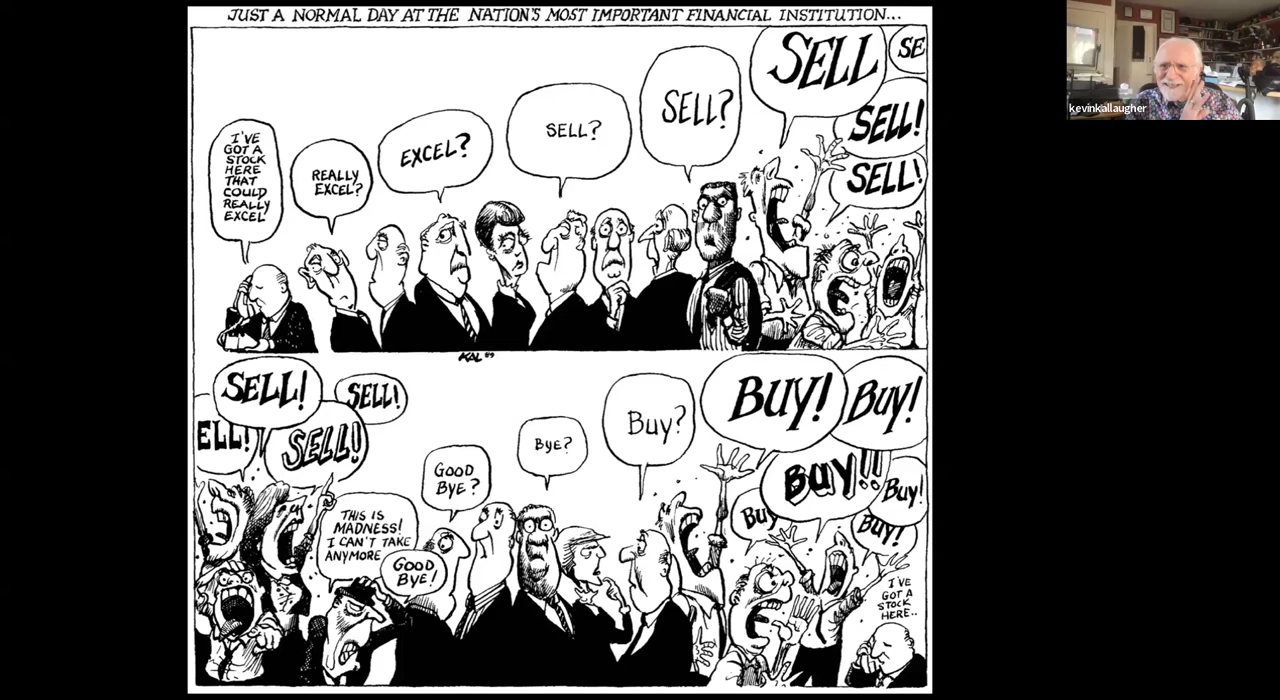 JUST A NORMAL DAY AT THE NATION'S MOST IMPORTANT FINANCIAL INSTITUTION...
I'VE
GOT A
STOCK
HERE
THAT
COULD
REALLY
EXCEL
REALLY
EXCEL?
EXCEL?
SELL?
SELL?
SELL
SE
SELL!
SELL!
kevinkallaugher
KAL '89
SELL!
SELL!
ELL!
SELL!
THIS IS
MADNESS!
I CAN'T TAKE
ANYMORE
GOOD
BYE!
GOOD
BYE?
BYE?
BUY?
BUY!
BUY!
BUY!!
BUY!
BUY
BUY!
I'VE
GOT A
STOCK
HERE..